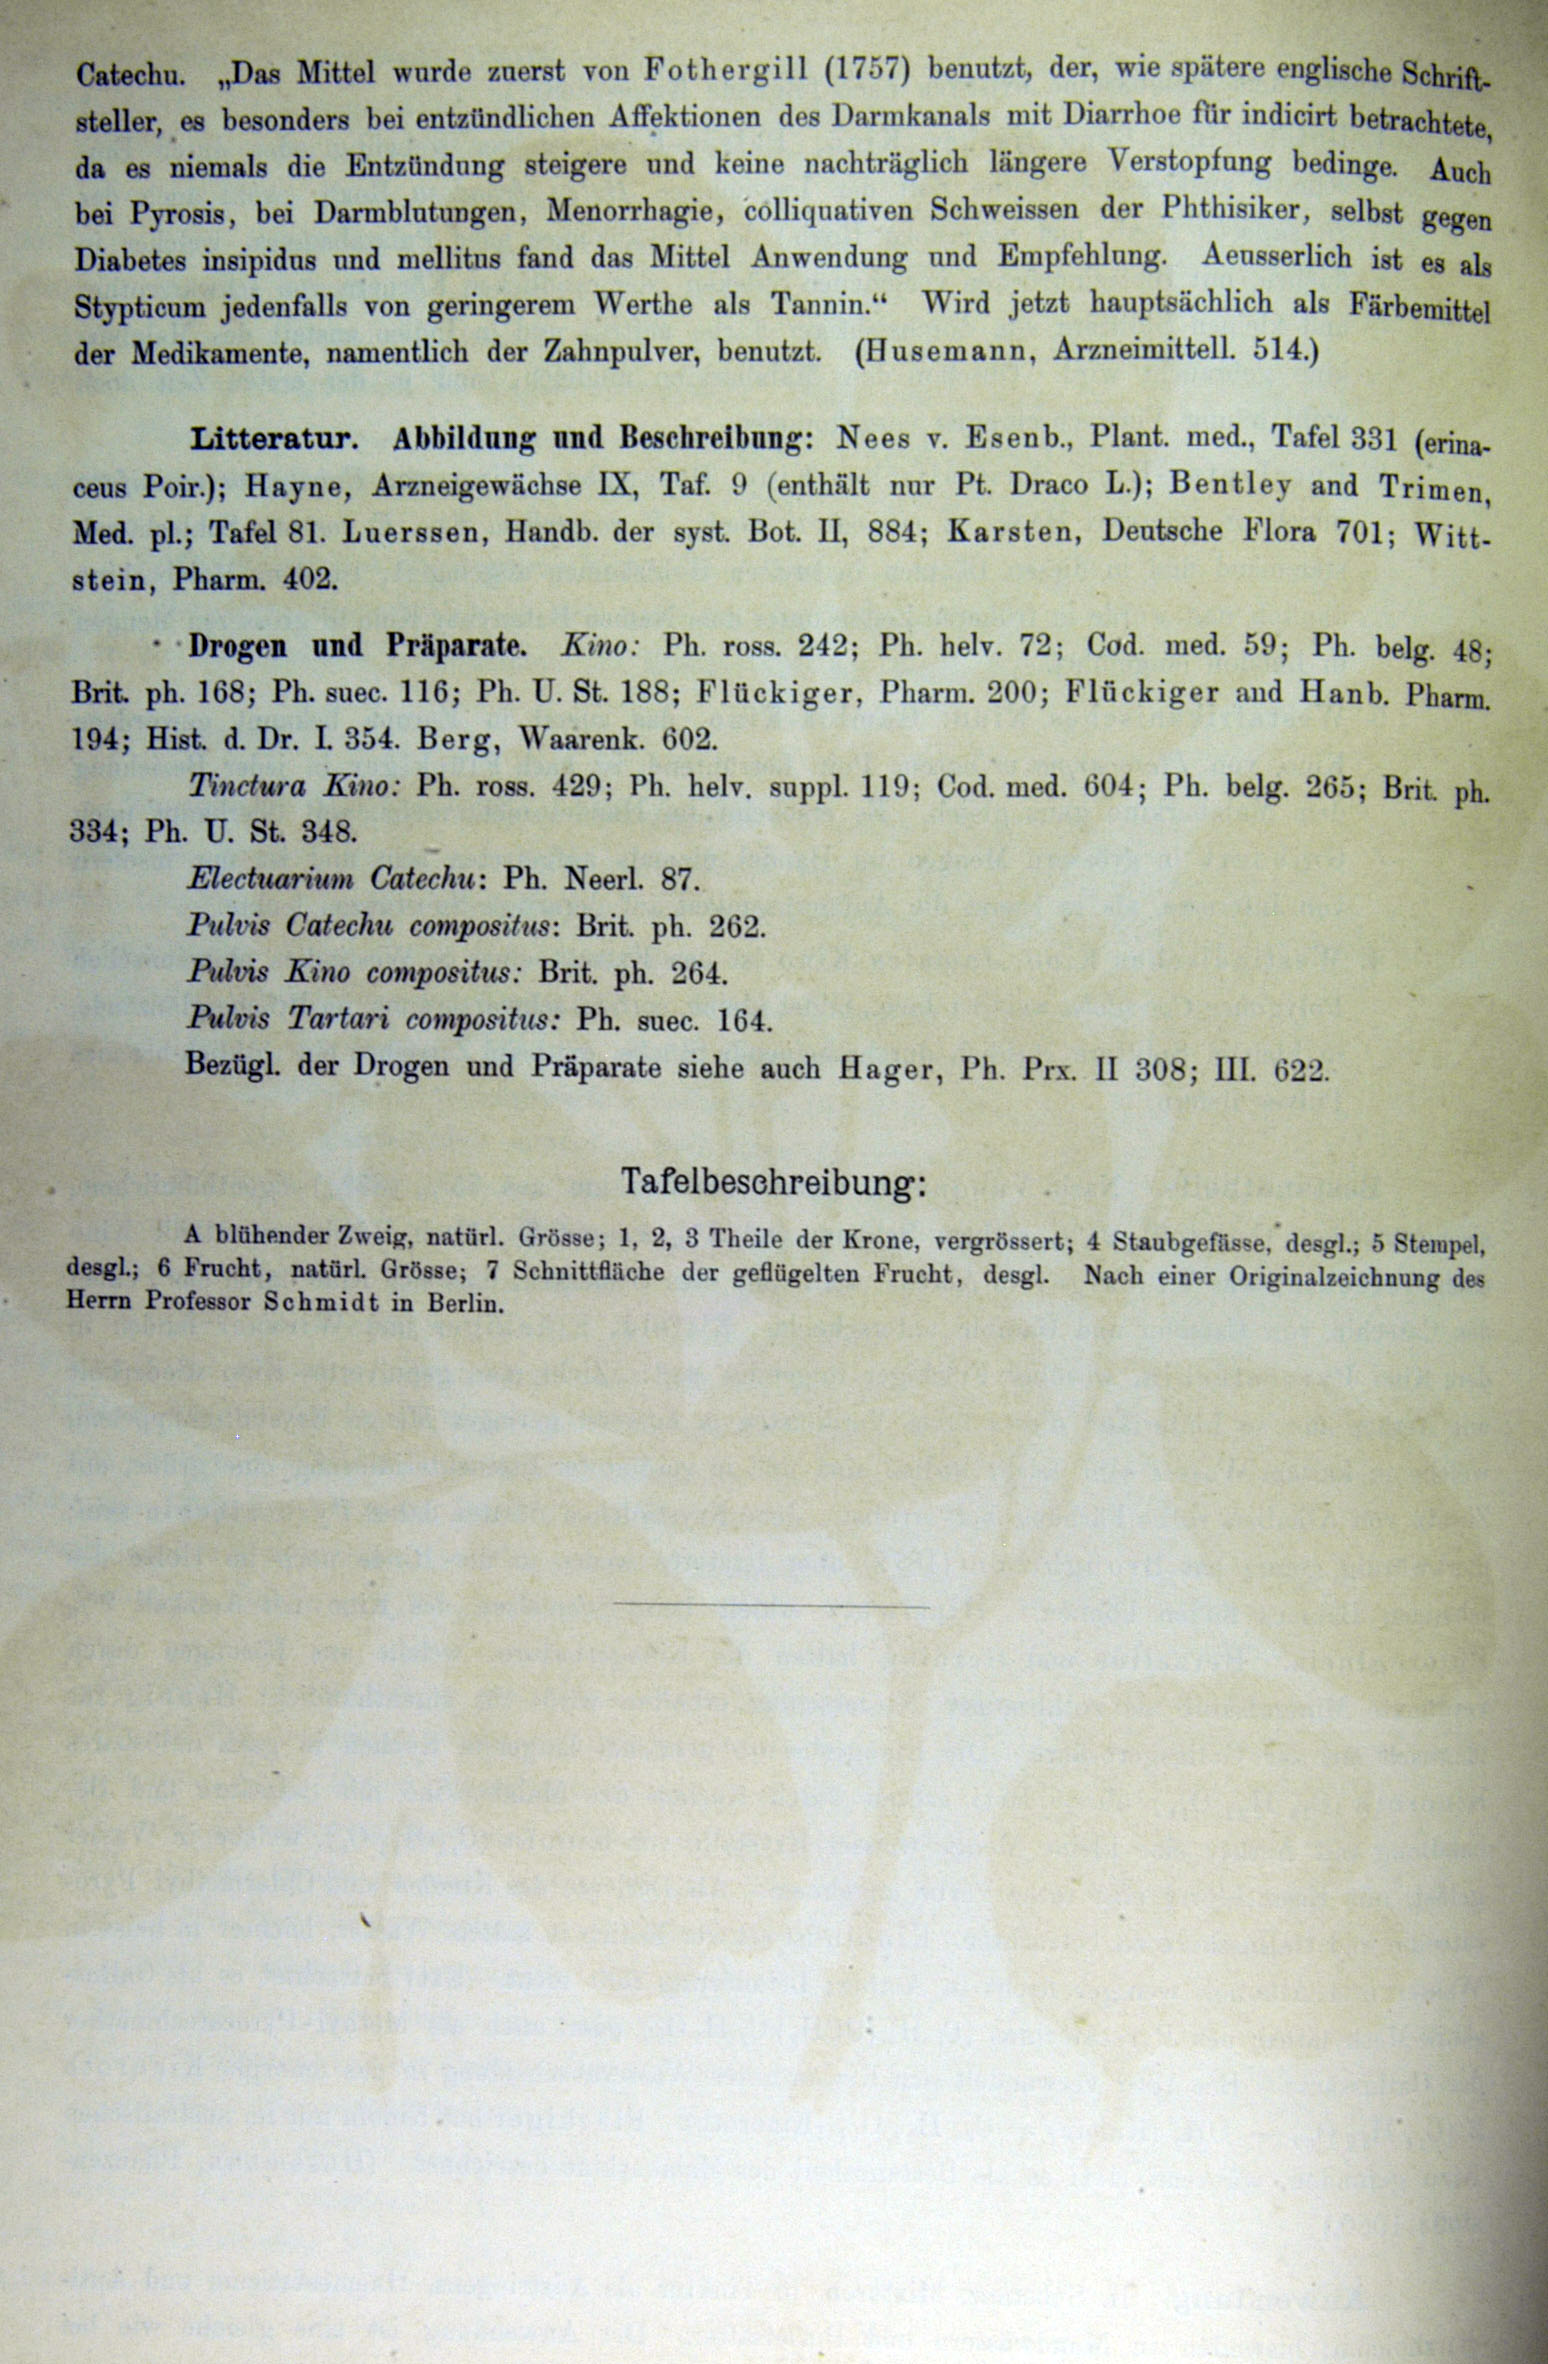 Catechu. „Das Mittel wurde zuerst von Fothergill (1757) benutzt, der, wie spätere englische Schrift-
steller, es besonders bei entzündlichen Affektionen des Darmkanals mit Diarrhoe für indicirt betrachtete,
da es niemals die Entzündung steigere und keine nachträglich längere Verstopfung bedinge. Auch
bei Pyrosis, bei Darmblutungen, Menorrhagie, colliquativen Schweissen der Phthisiker, selbst gegen
Diabetes insipidus und mellitus fand das Mittel Anwendung und Empfehlung. Aeusserlich ist es als
Stypticum jedenfalls von geringerem Werthe als Tannin.“ Wird jetzt hauptsächlich als Färbemittel
der Medikamente, namentlich der Zahnpulver, benutzt. (Husemann, Arzneimittell. 514.)
Litteratur. Abbildung und Beschreibung: Nees v. Esenb., Plant. med., Tafel 331 (erina-
ceus Poir.); Hayne, Arzneigewächse IX, Taf. 9 (enthält nur Pt. Draco L.); Bentley and Trimen,
Med. pl.; Tafel 81. Luerssen, Handb. der syst. Bot. II, 884; Karsten, Deutsche Flora 701; Witt-
stein, Pharm. 402.
Drogen und Präparate. Kino: Ph. ross. 242; Ph. helv. 72; Cod. med. 59; Ph. belg. 48;
Brit. ph. 168; Ph. suec. 116; Ph. U. St. 188; Flückiger, Pharm. 200; Flückiger and Hanb. Pharm.
194; Hist. d. Dr. I. 354. Berg, Waarenk. 602.
Tinctura Kino: Ph. ross. 429; Ph. helv. suppl. 119; Cod. med. 604; Ph. belg. 265; Brit. ph.
334; Ph. U. St. 348.
Electuarium Catechu: Ph. Neerl. 87.
Pulvis Catechu compositus: Brit. ph. 262.
Pulvis Kino compositus: Brit. ph. 264.
Pulvis Tartari compositus: Ph. suec. 164.
Bezügl. der Drogen und Präparate siehe auch Hager, Ph. Prx. II 308; III. 622.
Tafelbeschreibung:
A blühender Zweig, natürl. Grösse; 1, 2, 3 Theile der Krone, vergrössert; 4 Staubgefässe, desgl.; 5 Stempel,
desgl.; 6 Frucht, natürl. Grösse; 7 Schnittfläche der geflügelten Frucht, desgl. Nach einer Originalzeichnung des
Herrn Professor Schmidt in Berlin.